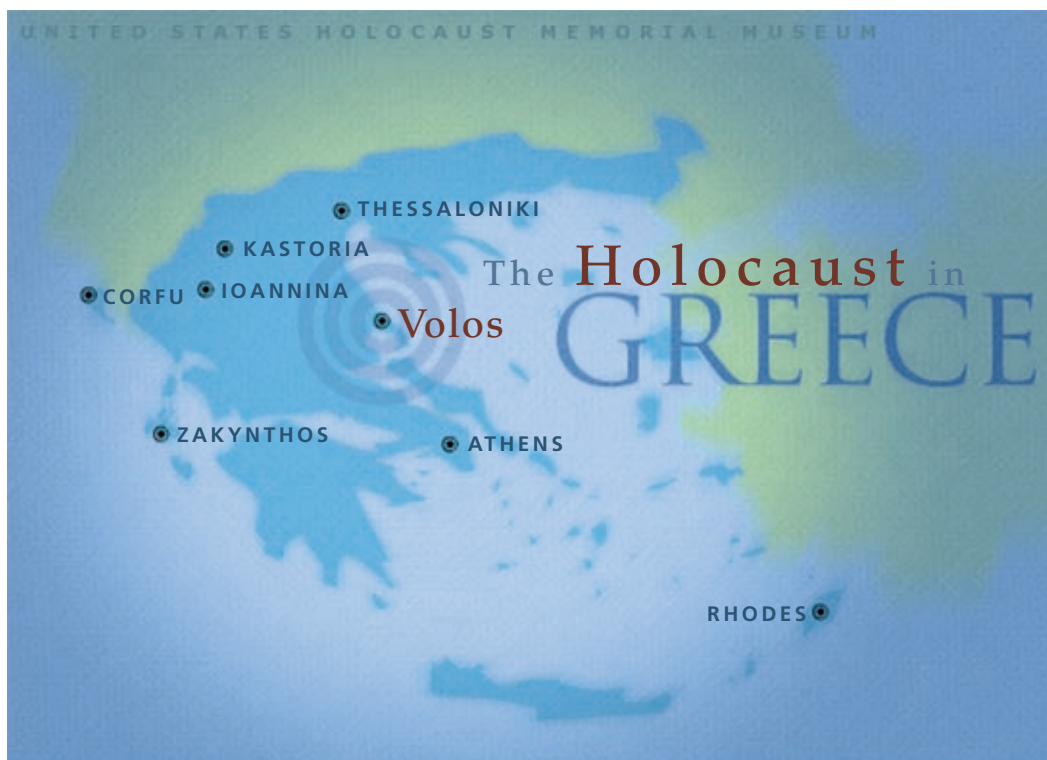 UNITED STATES HOLOCAUST MEMORIAL MUSEUM
THESSALONIKI
KASTORIA
The Holocaust in
GREECE
CORFU
IOANNINA
Volos
ZAKYNTHOS
ATHENS
RHODES